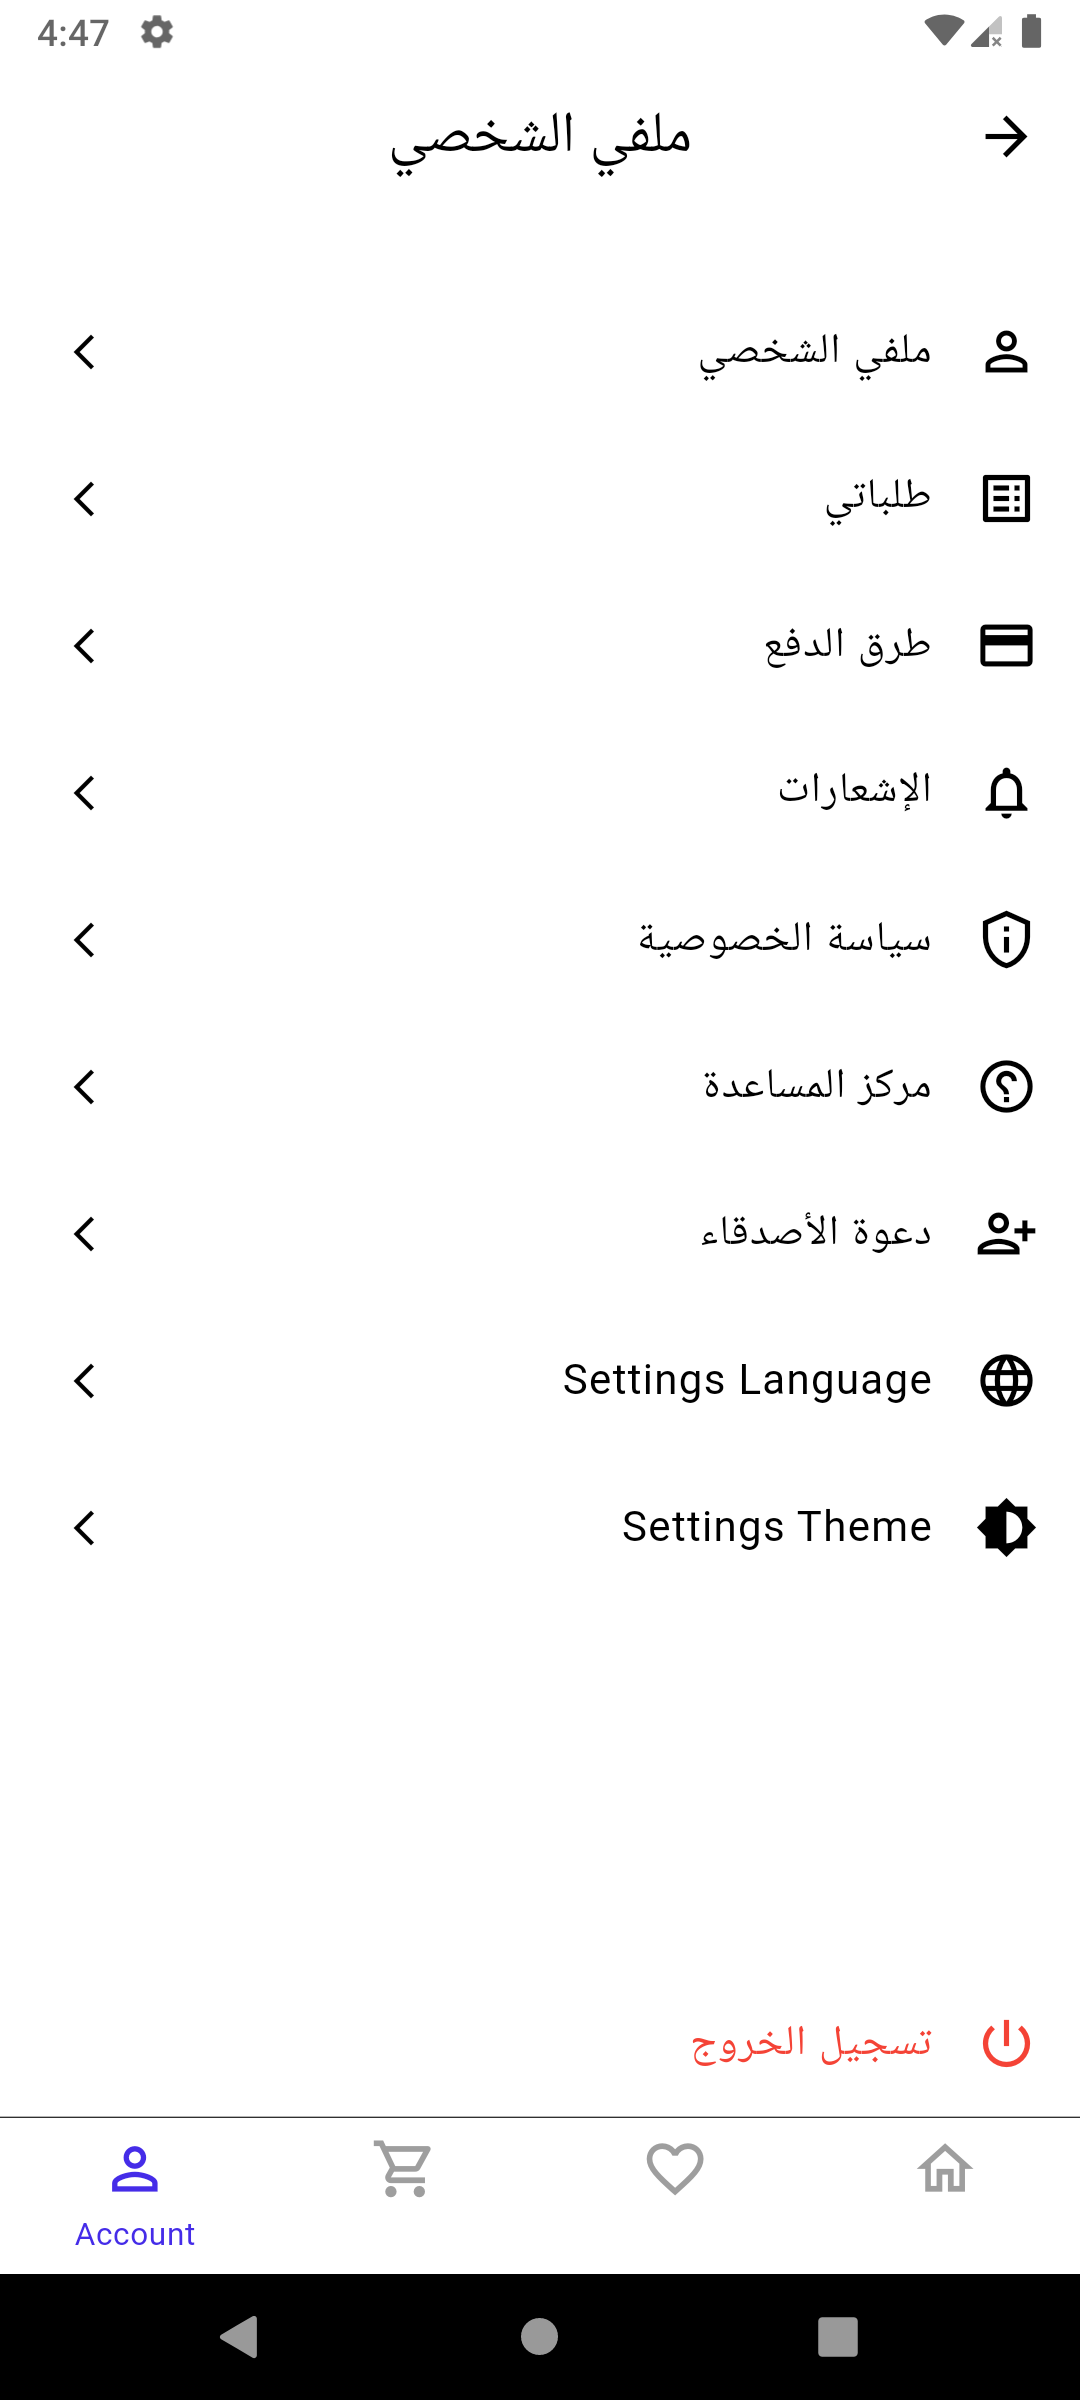 4:47
ملفي الشخصي
ملفي الشخصي
طلباتي
طرق الدفع
الإشعارات
سياسة الخصوصية
مركز المساعدة
دعوة الأصدقاء
Settings Language
Settings Theme
تسجيل الخروج
Account